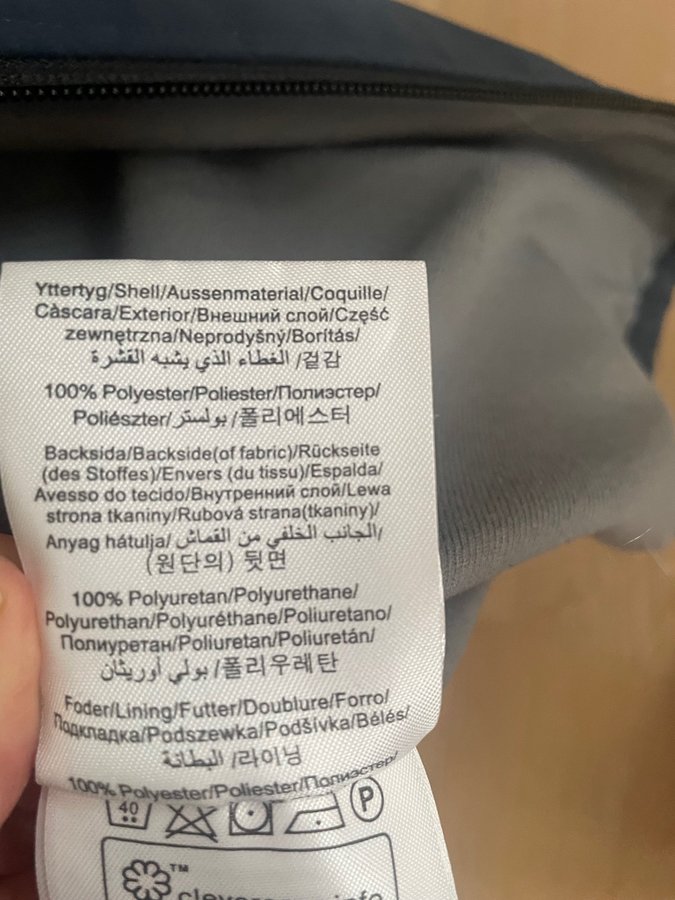 Yttertyg/Shell/Aussenmaterial/Coquille/
Càscara/Exterior/Внешний слой/Część
zewnętrzna/Neprodyšný/Borítás/
الغطاء الذي يشبه القشرة /겉감
100% Polyester/Poliester/Полиэстер/
Poliészter/بولستر/폴리에스터
Backsida/Backside(of fabric)/Rückseite
(des Stoffes)/Envers (du tissu)/Espalda/
Avesso do tecido/Внутренний слой/Lewa
strona tkaniny/Rubová strana(tkaniny)/
Anyag hátulja/الجانب الخلفي من القماش/
(원단의) 뒷면
100% Polyuretan/Polyurethane/
Polyurethan/Polyuréthane/Poliuretano/
Полиуретан/Poliuretan/Poliuretán/
بولي أوريثان/폴리우레탄
Foder/Lining/Futter/Doublure/Forro/
Подкладка/Podszewka/Podšívka/Bélés/
البطانة /라이닝
100% Polyester/Poliester/Полиэстер/
40 P
TM